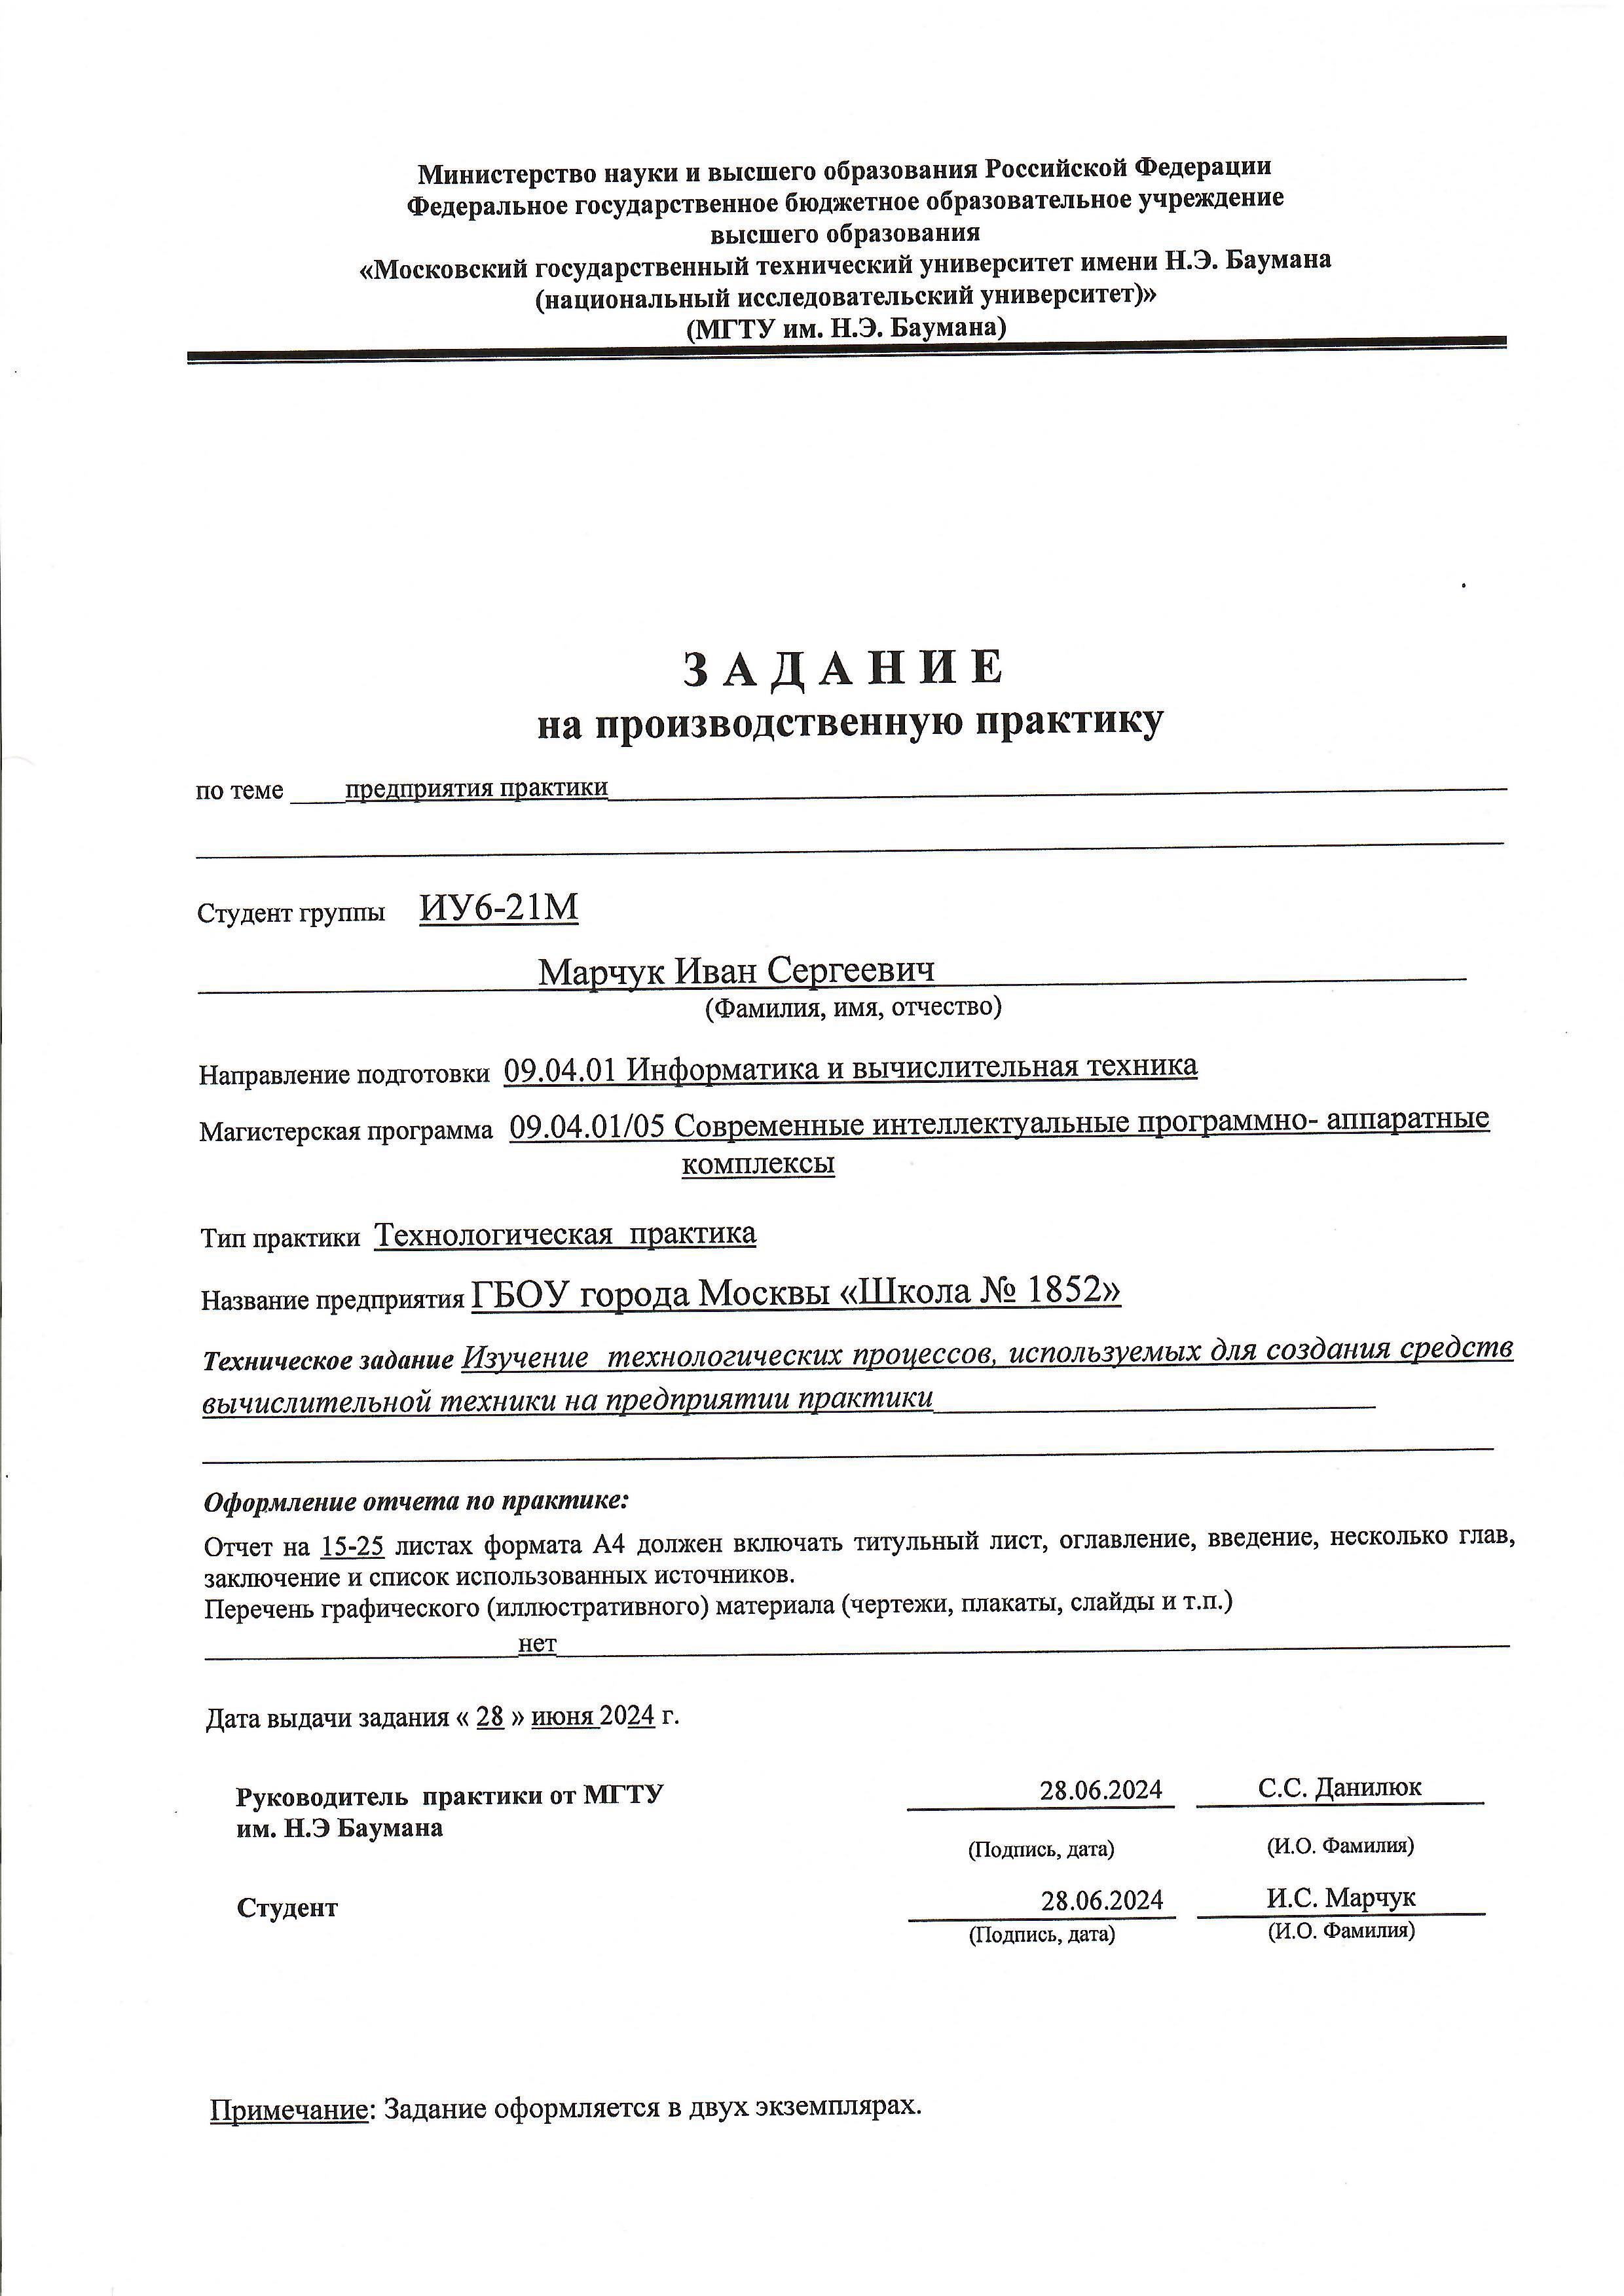 Министерство науки и высшего образования Российской Федерации
Федеральное государственное бюджетное образовательное учреждение
высшего образования
«Московский государственный технический университет имени Н.Э. Баумана
(национальный исследовательский университет)»
(МГТУ им. Н.Э. Баумана)
З А Д А Н И Е
на производственную практику
по теме ____предприятия практики
Студент группы ИУ6-21М
Марчук Иван Сергеевич
(Фамилия, имя, отчество)
Направление подготовки 09.04.01 Информатика и вычислительная техника
Магистерская программа 09.04.01/05 Современные интеллектуальные программно- аппаратные
комплексы
Тип практики Технологическая практика
Название предприятия ГБОУ города Москвы «Школа № 1852»
Техническое задание Изучение технологических процессов, используемых для создания средств
вычислительной техники на предприятии практики
Оформление отчета по практике:
Отчет на 15-25 листах формата А4 должен включать титульный лист, оглавление, введение, несколько глав,
заключение и список использованных источников.
Перечень графического (иллюстративного) материала (чертежи, плакаты, слайды и т.п.)
нет
Дата выдачи задания « 28 » июня 2024 г.
Руководитель практики от МГТУ 28.06.2024 С.С. Данилюк
им. Н.Э Баумана
(Подпись, дата) (И.О. Фамилия)
Студент 28.06.2024 И.С. Марчук
(Подпись, дата) (И.О. Фамилия)
Примечание: Задание оформляется в двух экземплярах.